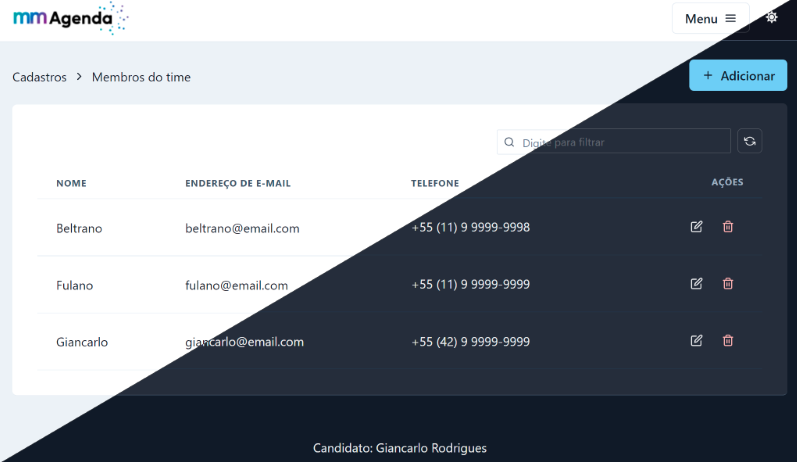 mm Agenda
Menu
Cadastros > Membros do time
+ Adicionar
Digite para filtrar
NOME ENDEREÇO DE E-MAIL TELEFONE AÇÕES
Beltrano beltrano@email.com +55 (11) 9 9999-9998
Fulano fulano@email.com +55 (11) 9 9999-9999
Giancarlo giancarlo@email.com +55 (42) 9 9999-9999
Candidato: Giancarlo Rodrigues